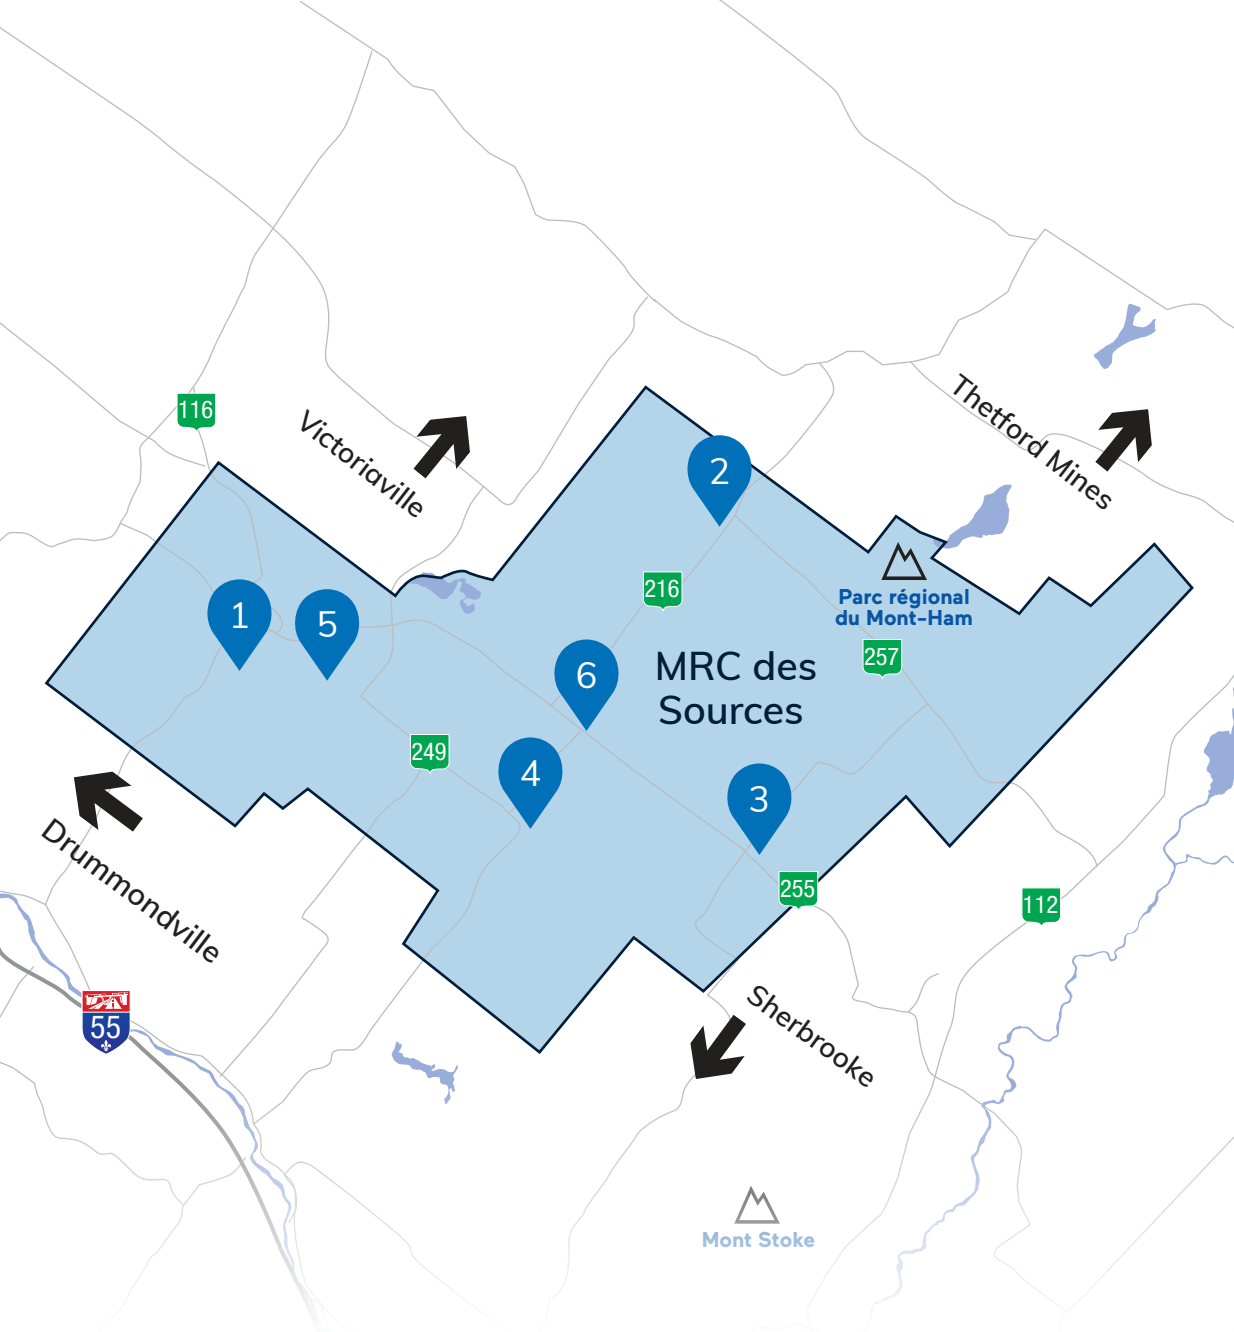 Thetford Mines
116
Victoriaville
2
Parc régional
du Mont-Ham
216
1
5
257
6
MRC des
Sources
249
4
3
Drummondville
255
112
55
Sherbrooke
Mont Stoke